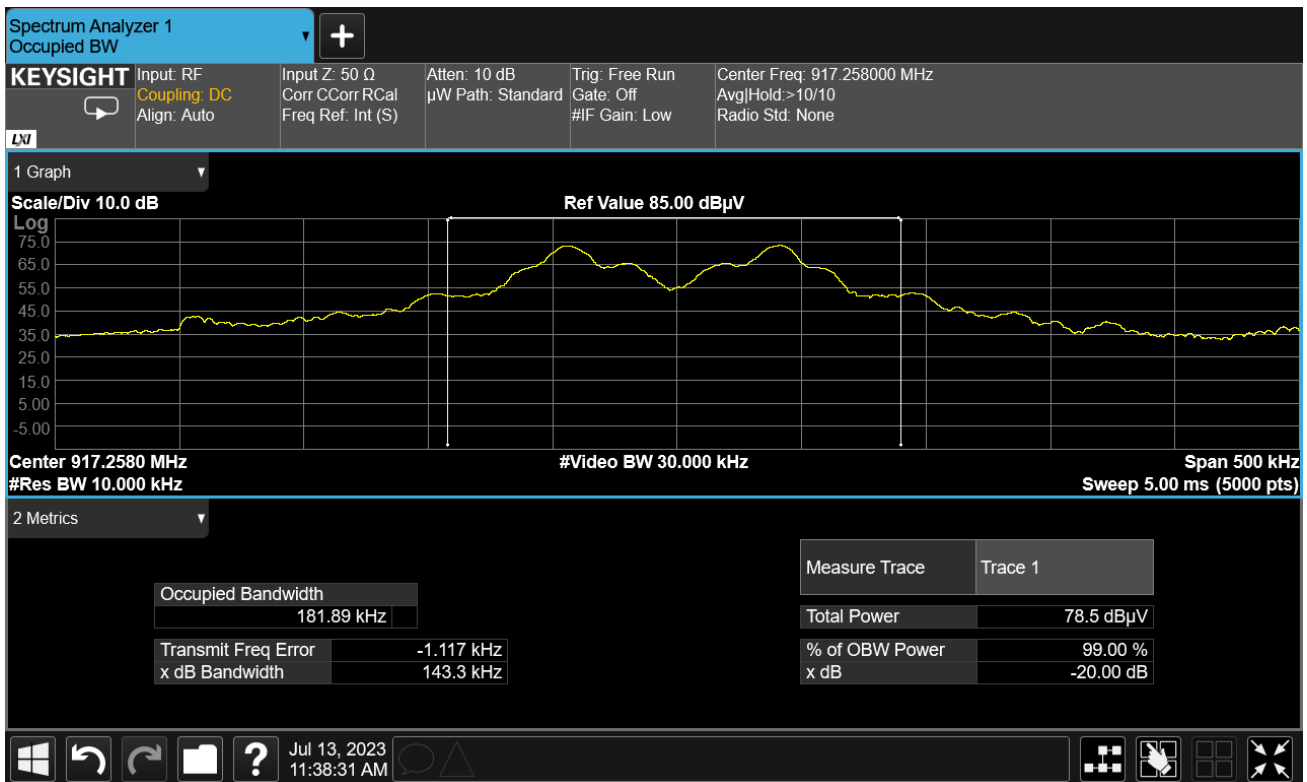 Spectrum Analyzer 1
Occupied BW
KEYSIGHT
LXI
Input: RF
Coupling: DC
Align: Auto
Input Z: 50 Ω
Corr CCorr RCal
Freq Ref: Int (S)
Atten: 10 dB
µW Path: Standard
Trig: Free Run
Gate: Off
#IF Gain: Low
Center Freq: 917.258000 MHz
Avg|Hold:>10/10
Radio Std: None
1 Graph
Scale/Div 10.0 dB
Ref Value 85.00 dBµV
Log
75.0
65.0
55.0
45.0
35.0
25.0
15.0
5.00
-5.00
Center 917.2580 MHz
#Video BW 30.000 kHz
Span 500 kHz
#Res BW 10.000 kHz
Sweep 5.00 ms (5000 pts)
2 Metrics
Occupied Bandwidth
181.89 kHz
Transmit Freq Error -1.117 kHz
x dB Bandwidth 143.3 kHz
Measure Trace Trace 1
Total Power 78.5 dBµV
% of OBW Power 99.00 %
x dB -20.00 dB
Jul 13, 2023
11:38:31 AM